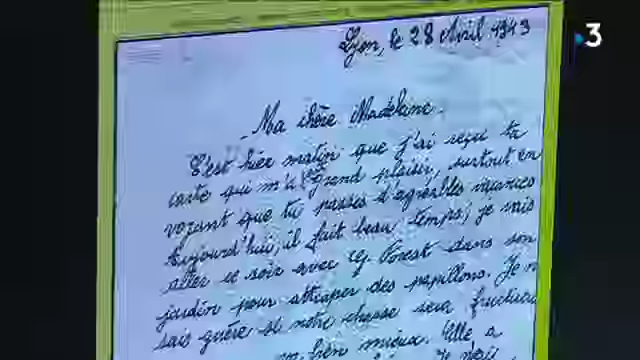 3
Lyon, le 28 Avril 1943
Ma chère Madeleine.
C'est hier matin que j'ai reçu ta
carte qui m'a grand plaisir, surtout en
voyant que tu passes d'agréables vacances
Aujourd'hui, il fait beau temps, je vais
aller ce soir avec Forest dans son
jardin pour attraper des papillons. Je n
sais guère si notre chasse sera fructueu
bien mieux. Elle a